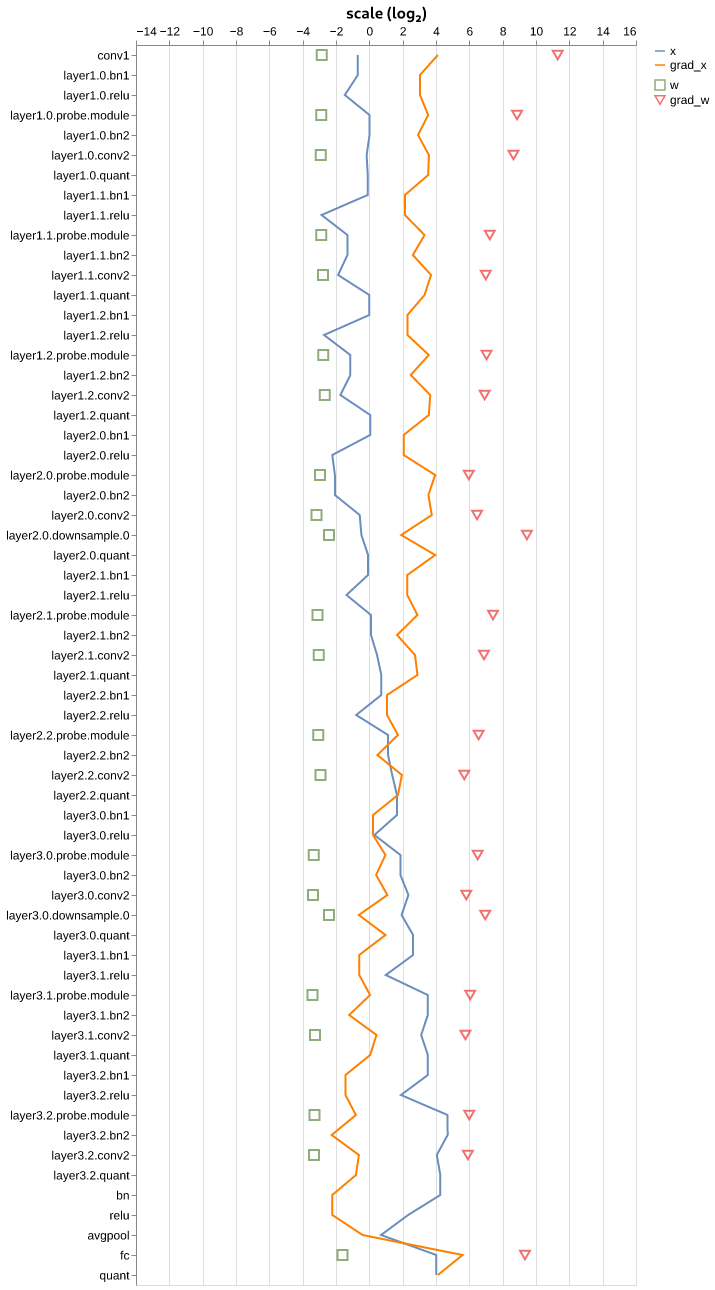 scale (log₂)
−14 −12 −10 −8 −6 −4 −2 0 2 4 6 8 10 12 14 16
x
grad_x
w
grad_w
conv1
layer1.0.bn1
layer1.0.relu
layer1.0.probe.module
layer1.0.bn2
layer1.0.conv2
layer1.0.quant
layer1.1.bn1
layer1.1.relu
layer1.1.probe.module
layer1.1.bn2
layer1.1.conv2
layer1.1.quant
layer1.2.bn1
layer1.2.relu
layer1.2.probe.module
layer1.2.bn2
layer1.2.conv2
layer1.2.quant
layer2.0.bn1
layer2.0.relu
layer2.0.probe.module
layer2.0.bn2
layer2.0.conv2
layer2.0.downsample.0
layer2.0.quant
layer2.1.bn1
layer2.1.relu
layer2.1.probe.module
layer2.1.bn2
layer2.1.conv2
layer2.1.quant
layer2.2.bn1
layer2.2.relu
layer2.2.probe.module
layer2.2.bn2
layer2.2.conv2
layer2.2.quant
layer3.0.bn1
layer3.0.relu
layer3.0.probe.module
layer3.0.bn2
layer3.0.conv2
layer3.0.downsample.0
layer3.0.quant
layer3.1.bn1
layer3.1.relu
layer3.1.probe.module
layer3.1.bn2
layer3.1.conv2
layer3.1.quant
layer3.2.bn1
layer3.2.relu
layer3.2.probe.module
layer3.2.bn2
layer3.2.conv2
layer3.2.quant
bn
relu
avgpool
fc
quant